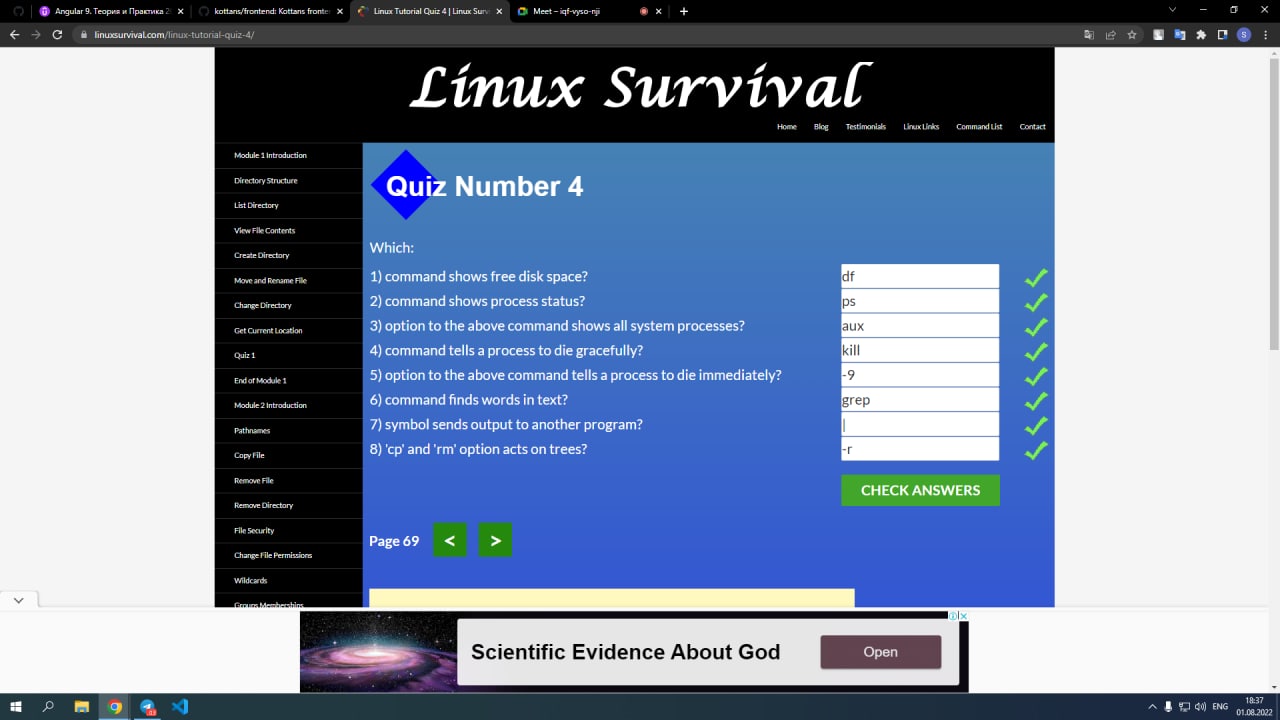 Angular 9. Теория и Практика 2
kottans/frontend: Kottans fronte
Linux Tutorial Quiz 4 | Linux Surv
Meet – iqf-vyso-nji
linuxsurvival.com/linux-tutorial-quiz-4/
S
Linux Survival
Home Blog Testimonials Linux Links Command List Contact
Module 1 Introduction
Directory Structure
List Directory
View File Contents
Create Directory
Move and Rename File
Change Directory
Get Current Location
Quiz 1
End of Module 1
Module 2 Introduction
Pathnames
Copy File
Remove File
Remove Directory
File Security
Change File Permissions
Wildcards
Groups Memberships
Quiz Number 4
Which:
1) command shows free disk space? df
2) command shows process status? ps
3) option to the above command shows all system processes? aux
4) command tells a process to die gracefully? kill
5) option to the above command tells a process to die immediately? -9
6) command finds words in text? grep
7) symbol sends output to another program? |
8) 'cp' and 'rm' option acts on trees? -r
CHECK ANSWERS
Page 69 < >
Scientific Evidence About God
Open
ENG
18:37
01.08.2022